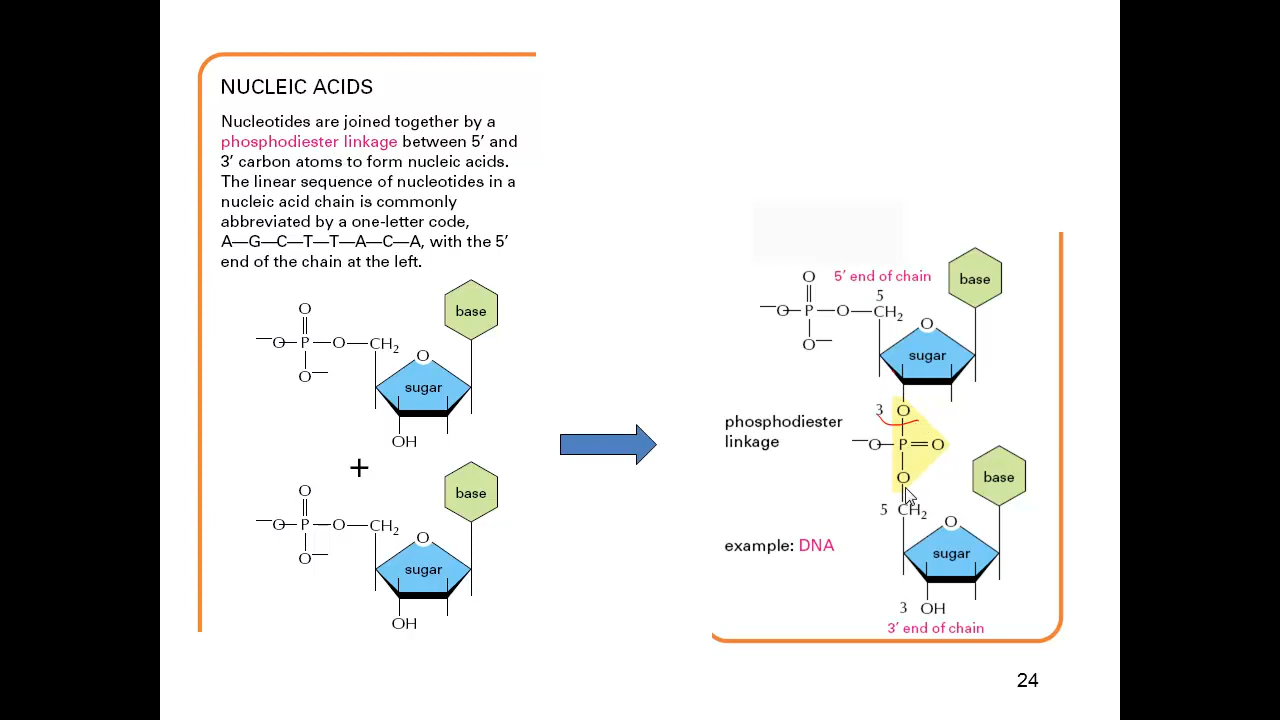 NUCLEIC ACIDS
Nucleotides are joined together by a
phosphodiester linkage between 5′ and
3′ carbon atoms to form nucleic acids.
The linear sequence of nucleotides in a
nucleic acid chain is commonly
abbreviated by a one-letter code,
A—G—C—T—T—A—C—A, with the 5′
end of the chain at the left.
O
base
–O P O CH2
O
O–
sugar
OH
+
O
base
–O P O CH2
O
O–
sugar
OH
O
5′ end of chain
base
5
–O P O CH2
O
O–
sugar
3 O
phosphodiester
linkage
–O P O
O
base
5 CH2
O
example: DNA
sugar
3 OH
3′ end of chain
24